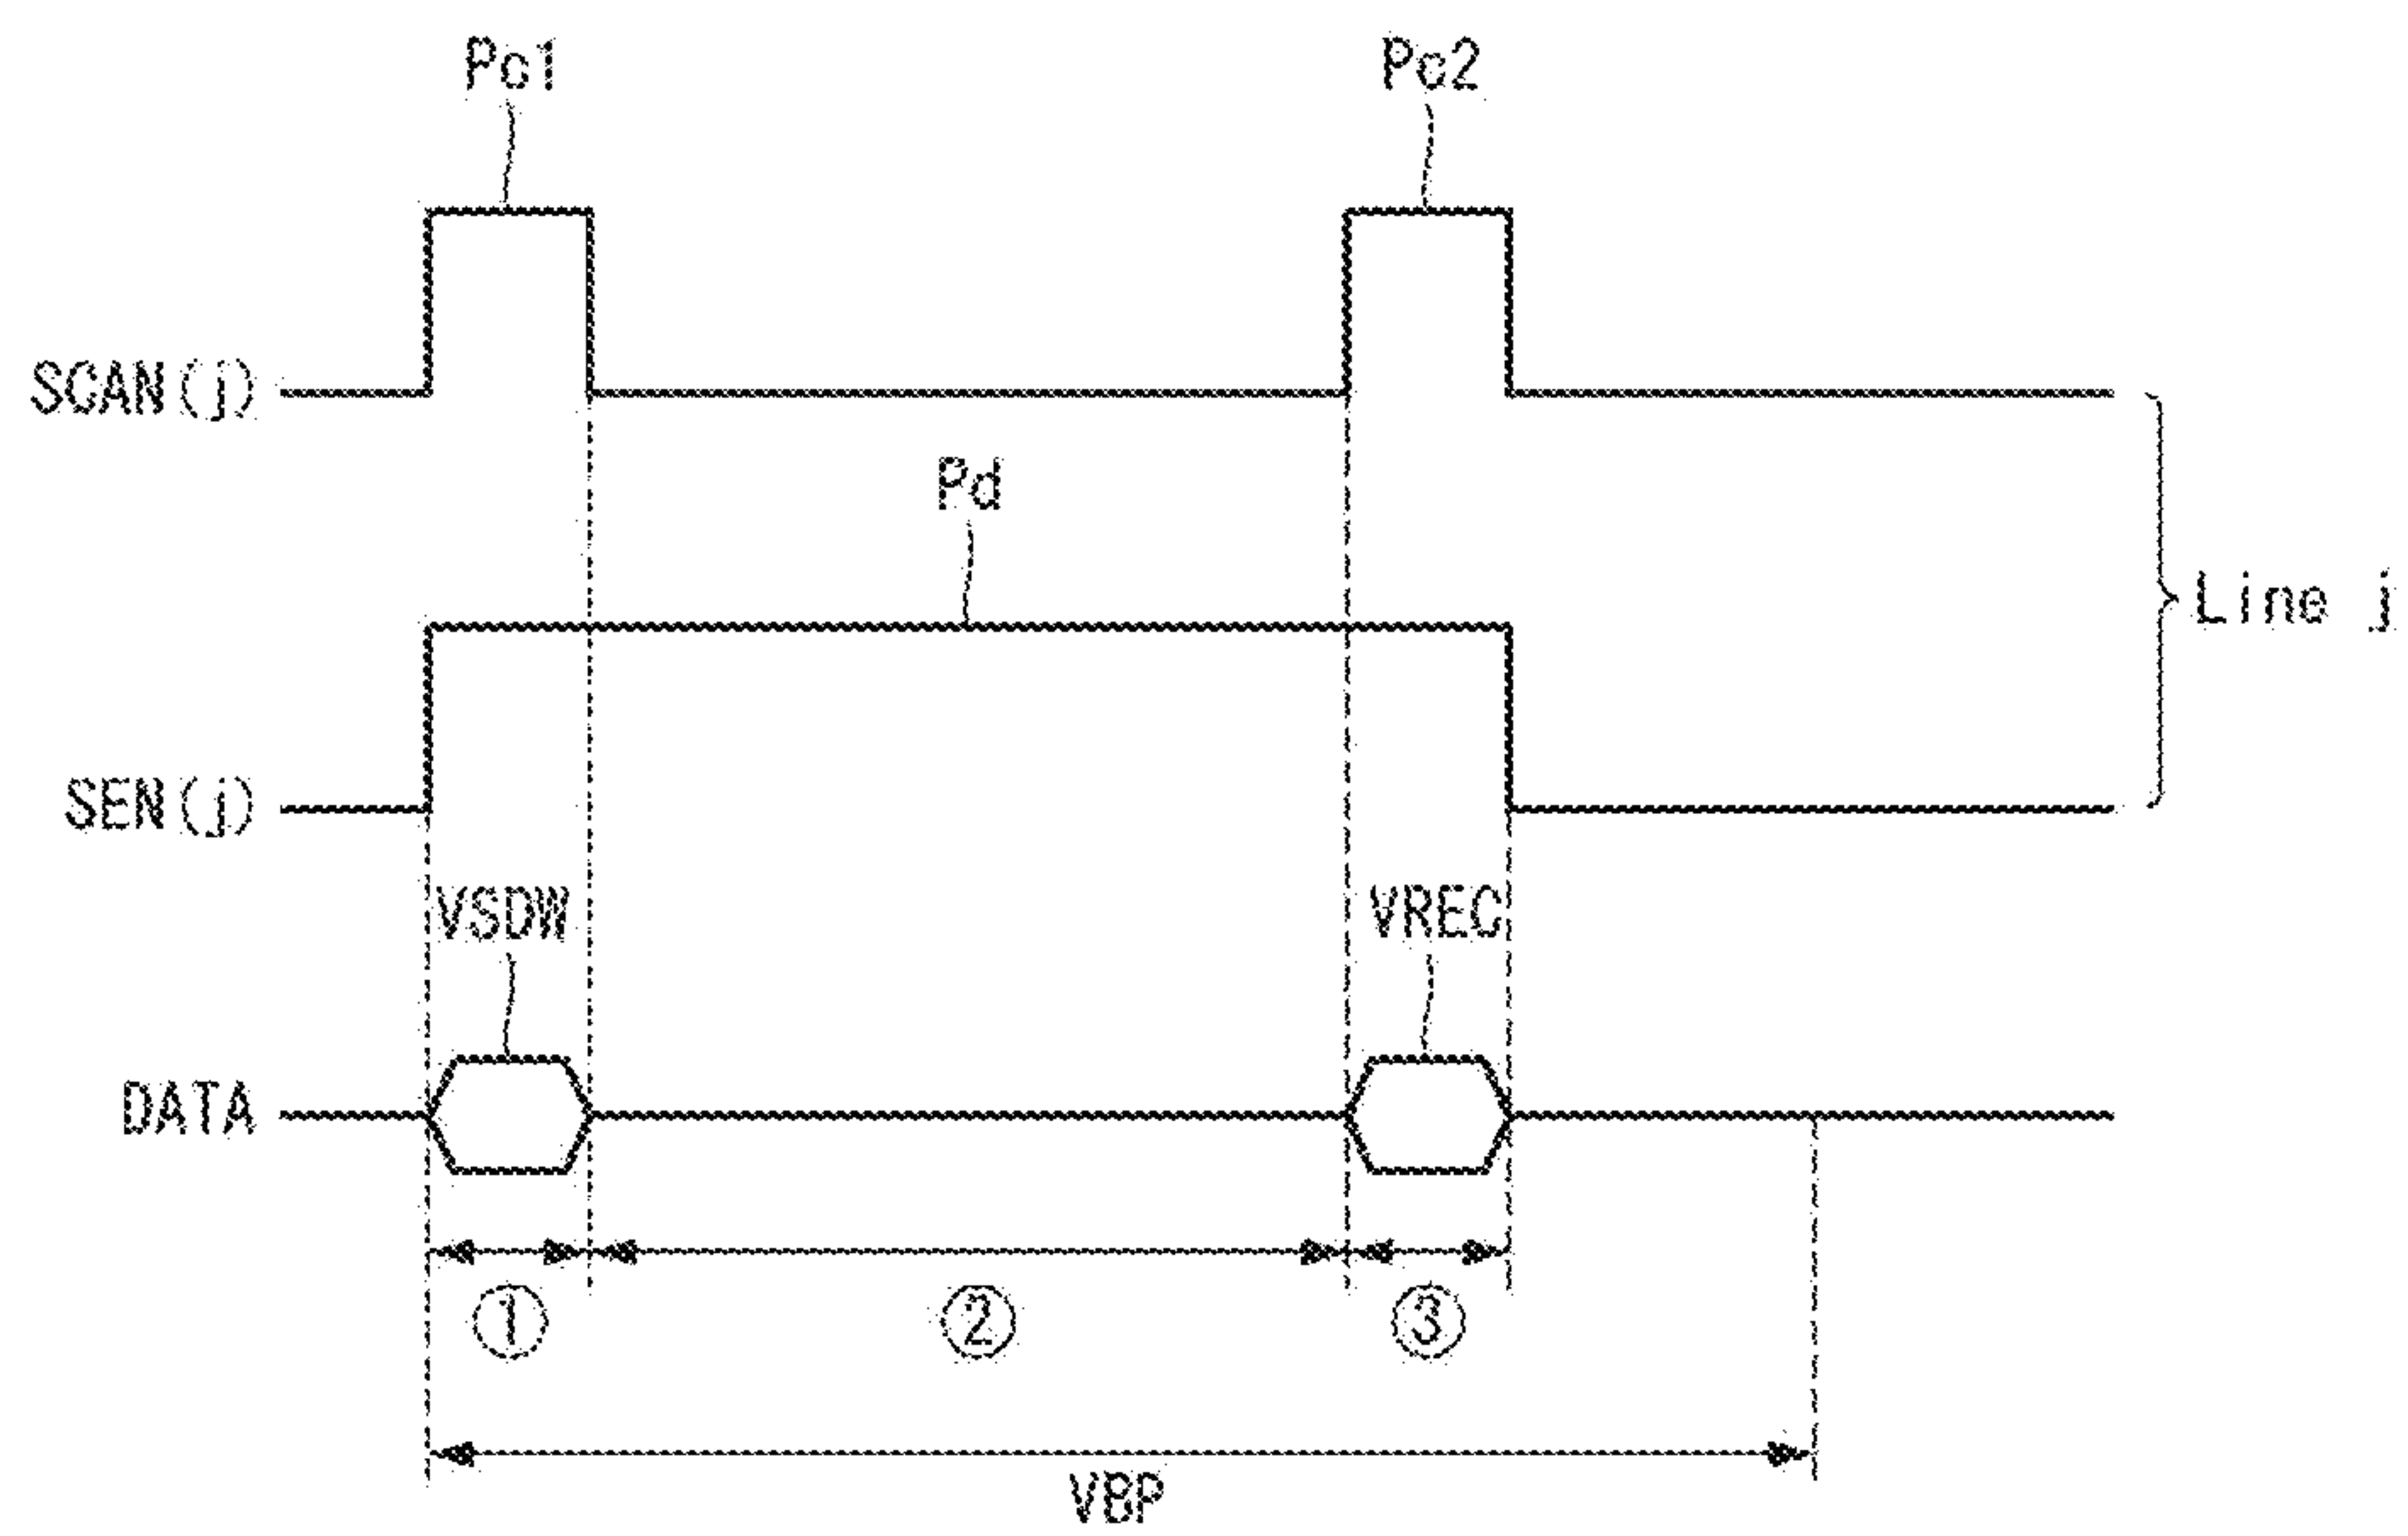 Pc1 Pc2
SCAN(j)
Pd
Line j
SEN(j)
VSDW VREC
DATA
① ② ③
VBP